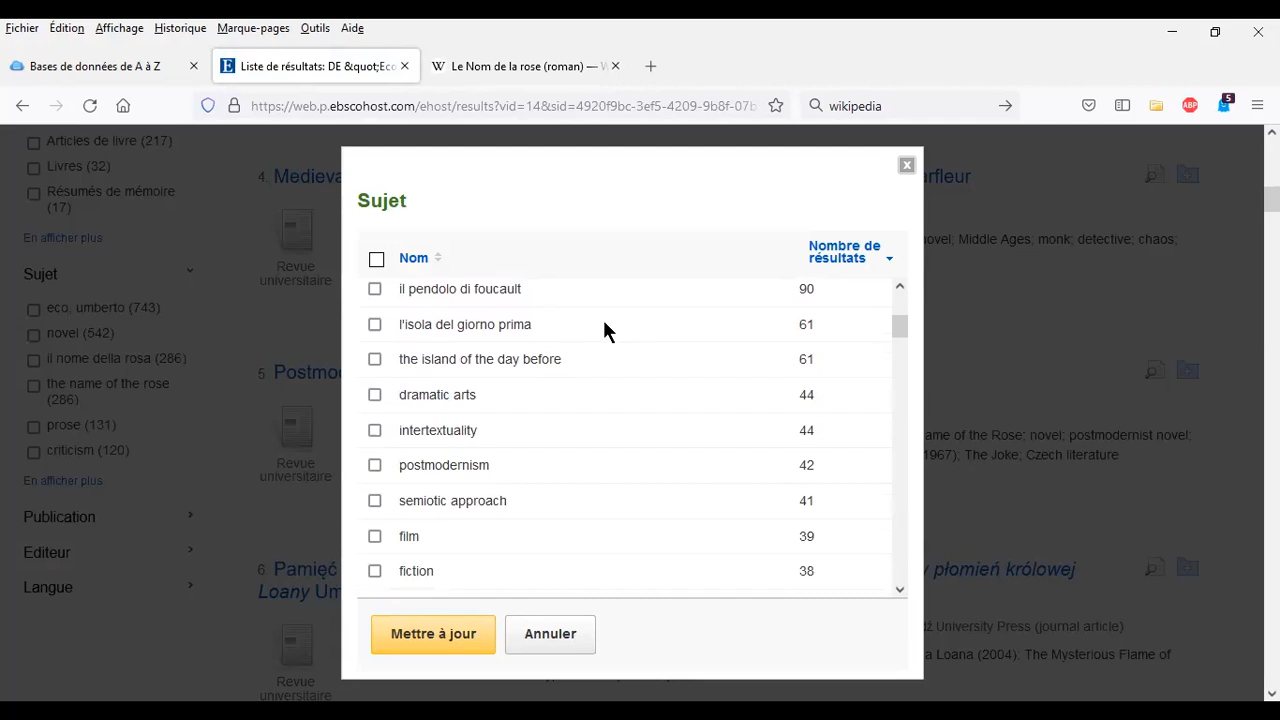 Fichier Édition Affichage Historique Marque-pages Outils Aide
Bases de données de A à Z
Liste de résultats: DE &quot;Eco
Le Nom de la rose (roman) — W
https://web.p.ebscohost.com/ehost/results?vid=14&sid=4920f9bc-3ef5-4209-9b8f-07b
wikipedia
ABP
5
Articles de livre (217)
Livres (32)
Résumés de mémoire
(17)
En afficher plus
Sujet
eco, umberto (743)
novel (542)
il nome della rosa (286)
the name of the rose
(286)
prose (131)
criticism (120)
En afficher plus
Publication
Editeur
Langue
4. Medieva
arfleur
Revue
universitaire
novel; Middle Ages; monk; detective; chaos;
5. Postmo
Revue
universitaire
ame of the Rose; novel; postmodernist novel;
1967); The Joke, Czech literature
6. Pamięć
Loany Um
y płomień królowej
Revue
universitaire
dź University Press (journal article)
a Loana (2004); The Mysterious Flame of
Sujet
Nom
Nombre de
résultats
il pendolo di foucault 90
l'isola del giorno prima 61
the island of the day before 61
dramatic arts 44
intertextuality 44
postmodernism 42
semiotic approach 41
film 39
fiction 38
Mettre à jour
Annuler